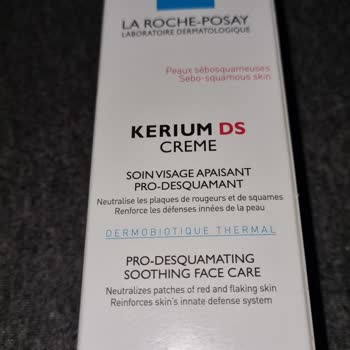 LA ROCHE-POSAY
LABORATOIRE DERMATOLOGIQUE
Peaux sébosquameuses
Sebo-squamous skin
KERIUM DS
CREME
SOIN VISAGE APAISANT
PRO-DESQUAMANT
Neutralise les plaques de rougeurs et de squames
Renforce les défenses innées de la peau
DERMOBIOTIQUE THERMAL
PRO-DESQUAMATING
SOOTHING FACE CARE
Neutralizes patches of red and flaking skin
Reinforces skin's innate defense system